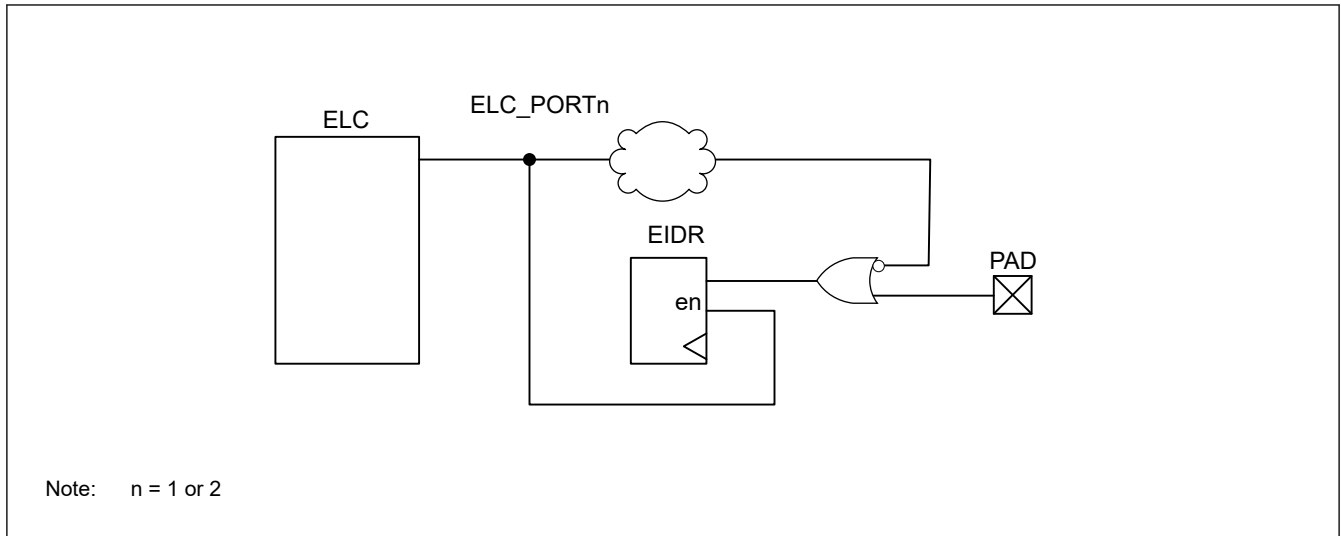 ELC_PORTn
ELC
EIDR
PAD
en
Note: n = 1 or 2